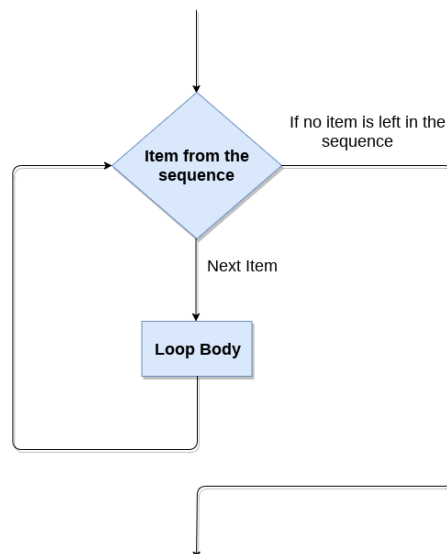 If no item is left in the
sequence
Item from the
sequence
Next Item
Loop Body